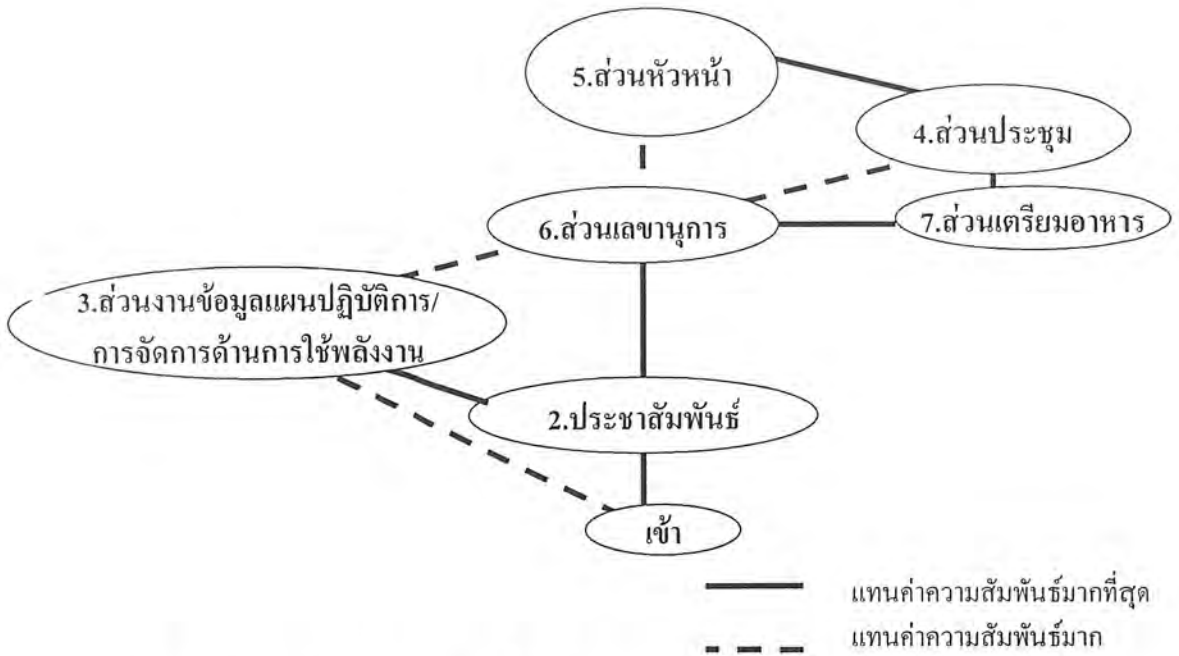 5.ส่วนหัวหน้า
4.ส่วนประชุม
6.ส่วนเลขานุการ
7.ส่วนเตรียมอาหาร
3.ส่วนงานข้อมูลแผนปฏิบัติการ/
การจัดการด้านการใช้พลังงาน
2.ประชาสัมพันธ์
เข้า
แทนค่าความสัมพันธ์มากที่สุด
แทนค่าความสัมพันธ์มาก